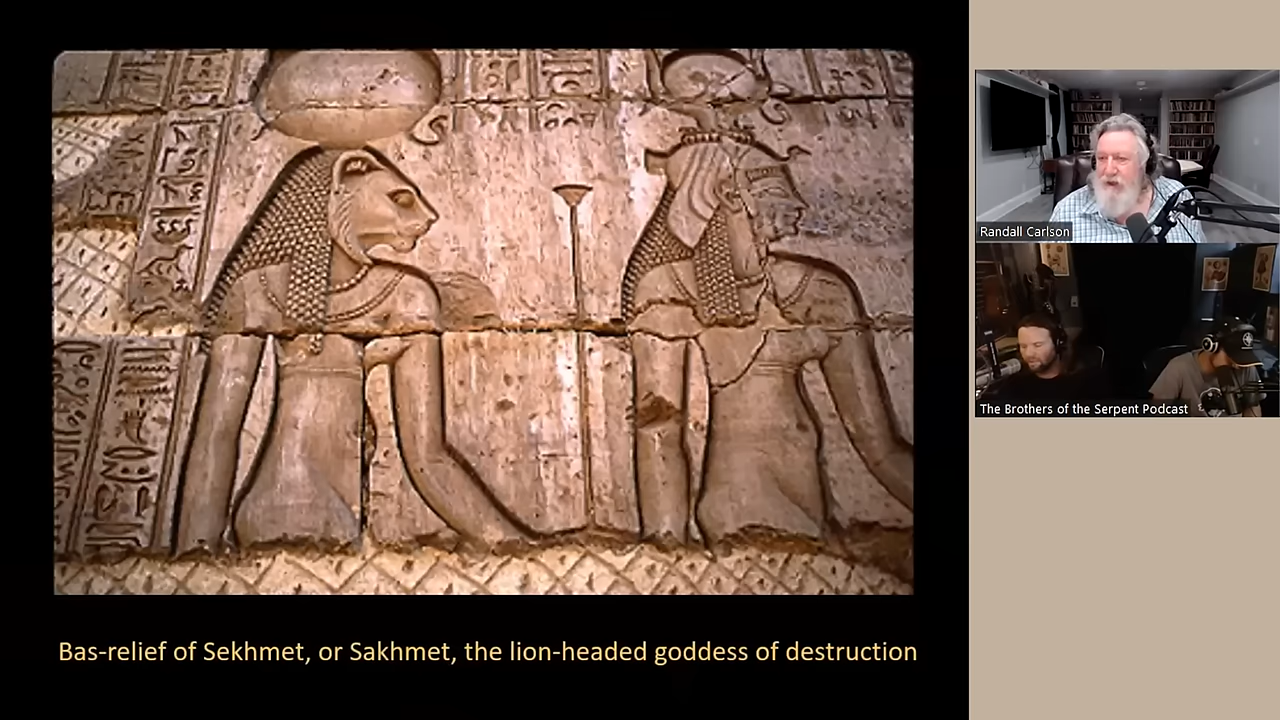 Bas-relief of Sekhmet, or Sakhmet, the lion-headed goddess of destruction
Randall Carlson
The Brothers of the Serpent Podcast